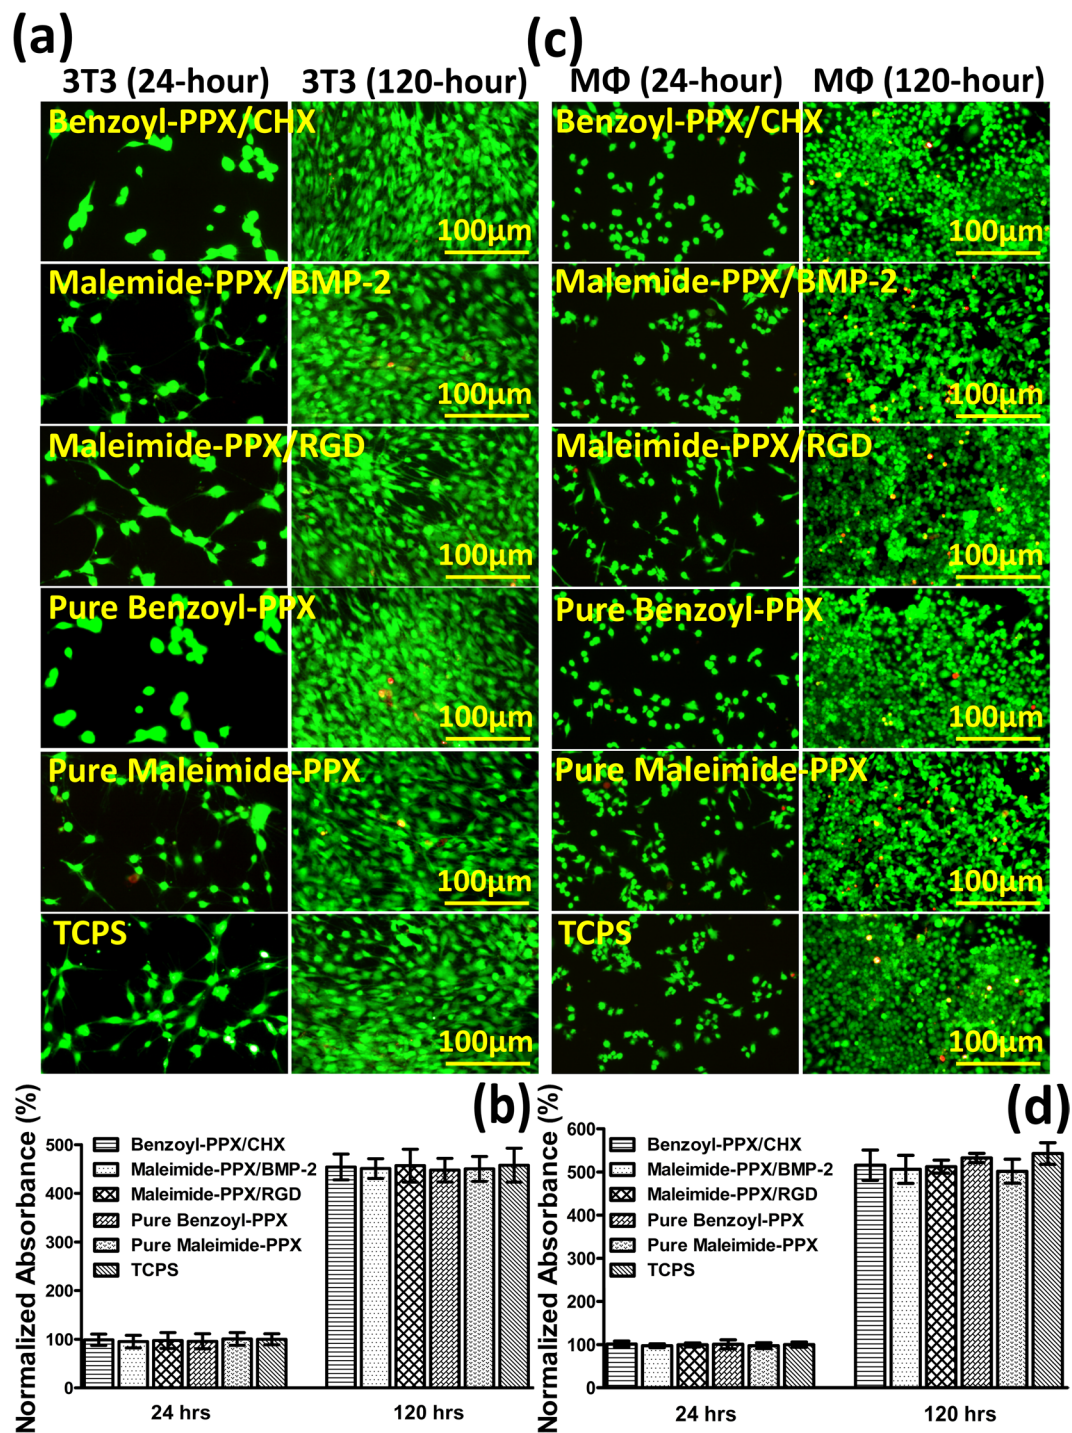 (a)
3T3 (24-hour) 3T3 (120-hour)
Benzoyl-PPX/CHX
100μm
Malemide-PPX/BMP-2
100μm
Maleimide-PPX/RGD
100μm
Pure Benzoyl-PPX
100μm
Pure Maleimide-PPX
100μm
TCPS
100μm
(c)
MΦ (24-hour) MΦ (120-hour)
Benzoyl-PPX/CHX
100μm
Malemide-PPX/BMP-2
100μm
Maleimide-PPX/RGD
100μm
Pure Benzoyl-PPX
100μm
Pure Maleimide-PPX
100μm
TCPS
100μm
(b)
Normalized Absorbance (%)
500
400
300
200
100
0
Benzoyl-PPX/CHX
Maleimide-PPX/BMP-2
Maleimide-PPX/RGD
Pure Benzoyl-PPX
Pure Maleimide-PPX
TCPS
24 hrs 120 hrs
(d)
Normalized Absorbance (%)
600
500
400
300
200
100
0
Benzoyl-PPX/CHX
Maleimide-PPX/BMP-2
Maleimide-PPX/RGD
Pure Benzoyl-PPX
Pure Maleimide-PPX
TCPS
24 hrs 120 hrs